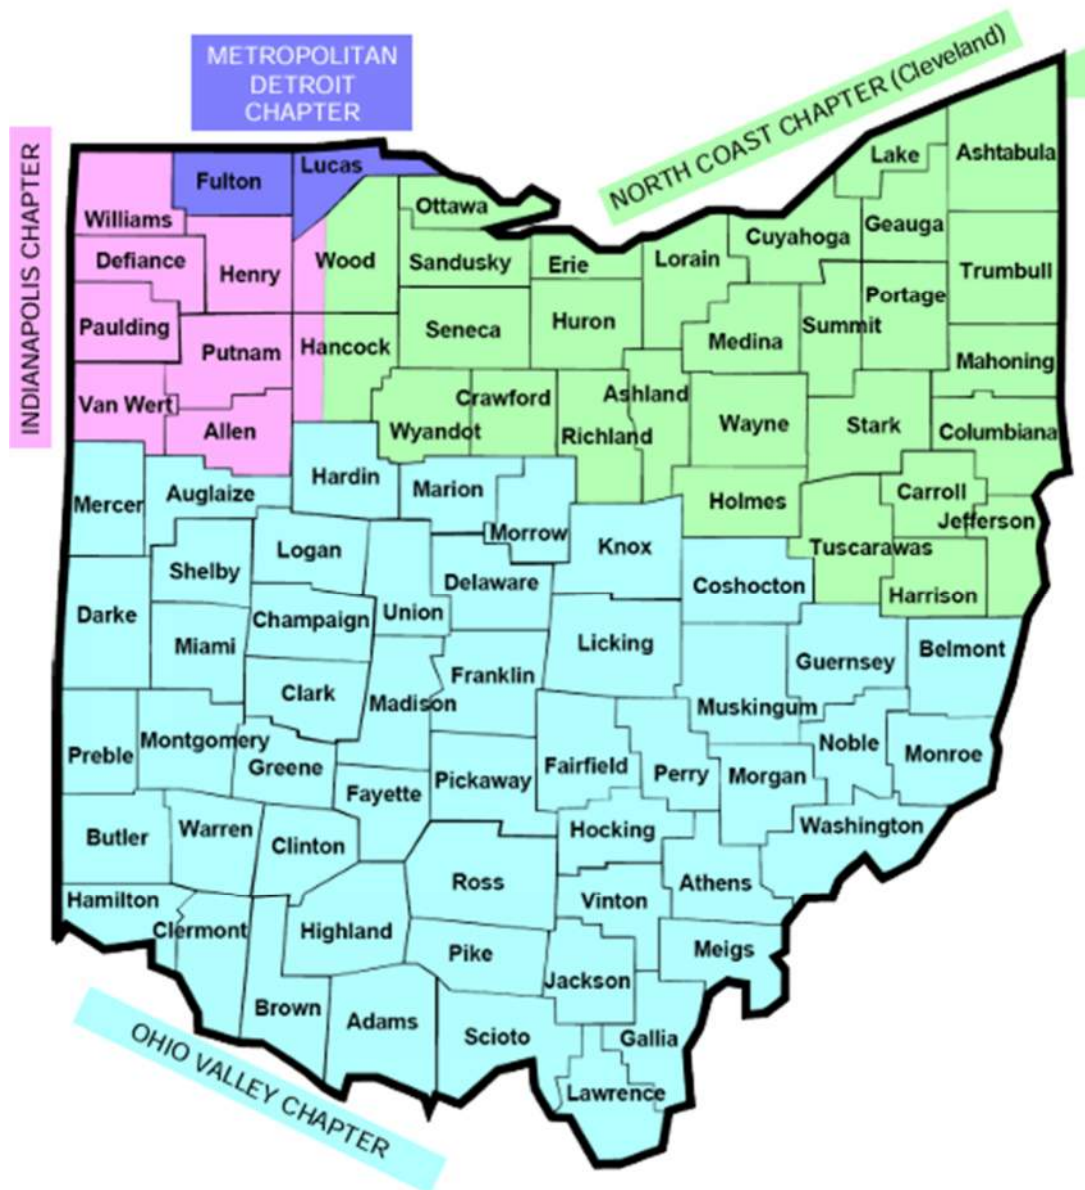 METROPOLITAN
DETROIT
CHAPTER
NORTH COAST CHAPTER (Cleveland)
INDIANAPOLIS CHAPTER
Lake
Ashtabula
Lucas
Fulton
Williams
Ottawa
Geauga
Cuyahoga
Defiance
Henry
Wood
Sandusky
Erie
Lorain
Trumbull
Portage
Paulding
Putnam
Hancock
Seneca
Huron
Medina
Summit
Mahoning
Van Wert
Allen
Wyandot
Crawford
Ashland
Richland
Wayne
Stark
Columbiana
Mercer
Auglaize
Hardin
Marion
Morrow
Holmes
Carroll
Jefferson
Logan
Knox
Tuscarawas
Shelby
Delaware
Coshocton
Harrison
Darke
Miami
Champaign
Union
Licking
Guernsey
Belmont
Clark
Madison
Franklin
Muskingum
Preble
Montgomery
Greene
Fayette
Pickaway
Fairfield
Perry
Morgan
Noble
Monroe
Butler
Warren
Clinton
Hocking
Washington
Ross
Athens
Hamilton
Clermont
Highland
Vinton
Pike
Meigs
Jackson
Brown
Adams
Scioto
Gallia
Lawrence
OHIO VALLEY CHAPTER